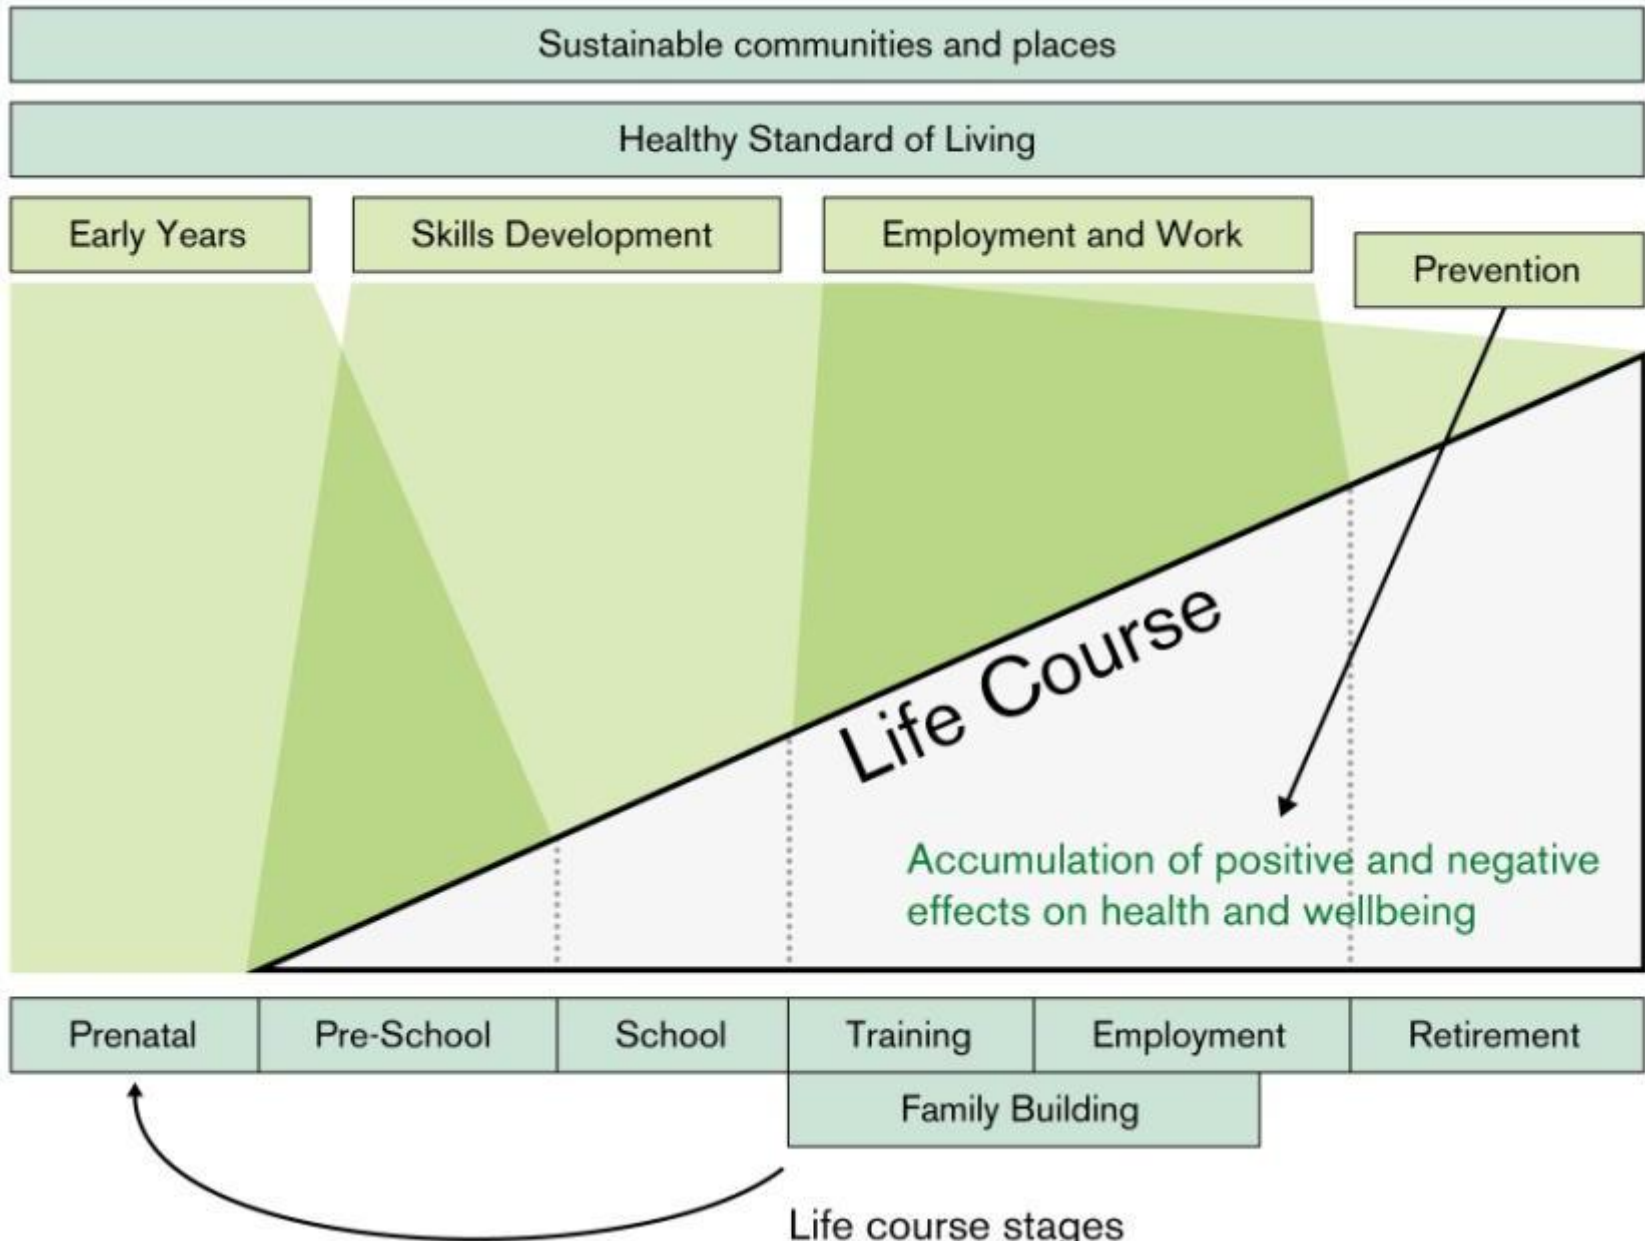 Sustainable communities and places
Healthy Standard of Living
Early Years
Skills Development
Employment and Work
Prevention
Life Course
Accumulation of positive and negative
effects on health and wellbeing
Prenatal
Pre-School
School
Training
Employment
Retirement
Family Building
Life course stages